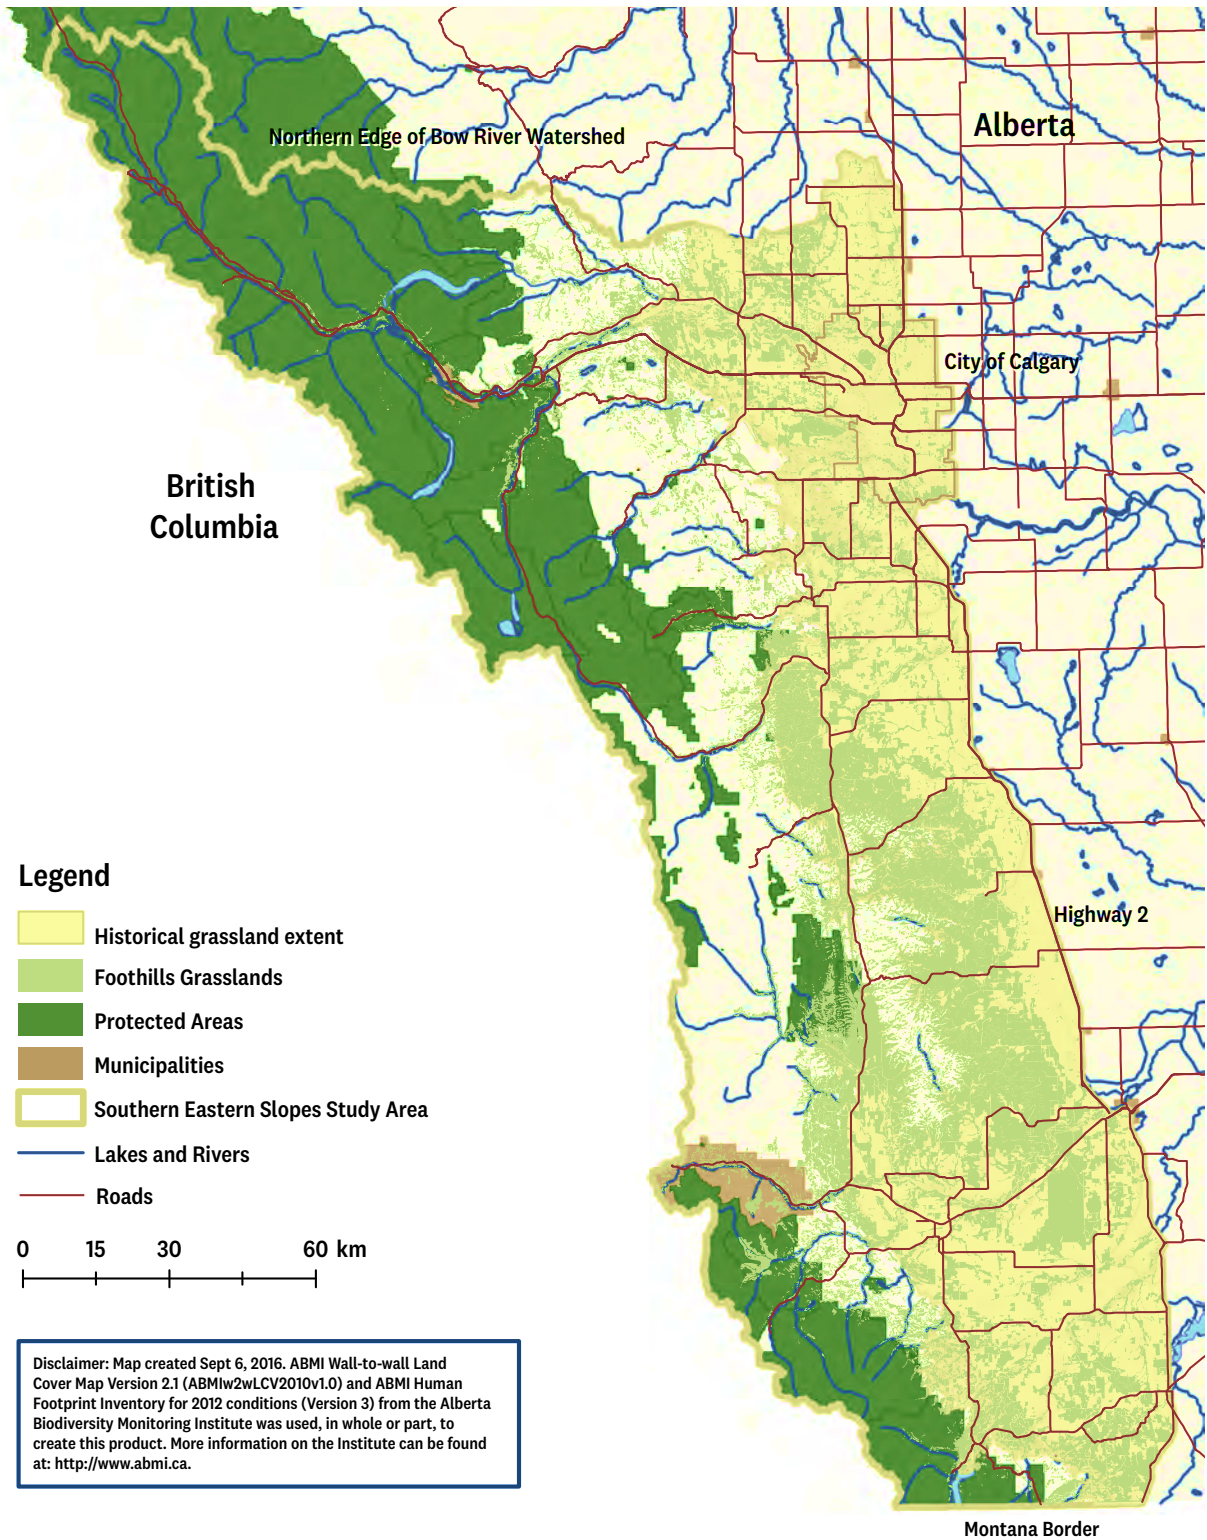 Northern Edge of Bow River Watershed
Alberta
City of Calgary
British
Columbia
Highway 2
Legend
Historical grassland extent
Foothills Grasslands
Protected Areas
Municipalities
Southern Eastern Slopes Study Area
Lakes and Rivers
Roads
0 15 30 60 km
Disclaimer: Map created Sept 6, 2016. ABMI Wall-to-wall Land
Cover Map Version 2.1 (ABMIw2wLCV2010v1.0) and ABMI Human
Footprint Inventory for 2012 conditions (Version 3) from the Alberta
Biodiversity Monitoring Institute was used, in whole or part, to
create this product. More information on the Institute can be found
at: http://www.abmi.ca.
Montana Border